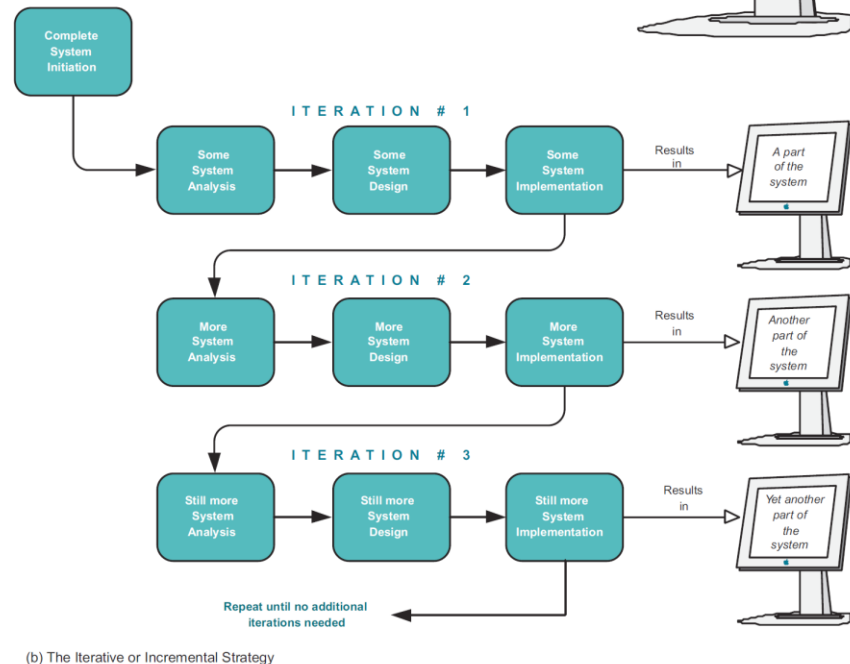 Complete
System
Initiation
ITERATION # 1
Some
System
Analysis
Some
System
Design
Some
System
Implementation
Results
in
A part
of the
system
ITERATION # 2
More
System
Analysis
More
System
Design
More
System
Implementation
Results
in
Another
part of
the
system
ITERATION # 3
Still more
System
Analysis
Still more
System
Design
Still more
System
Implementation
Results
in
Yet another
part of
the
system
Repeat until no additional
iterations needed
(b) The Iterative or Incremental Strategy